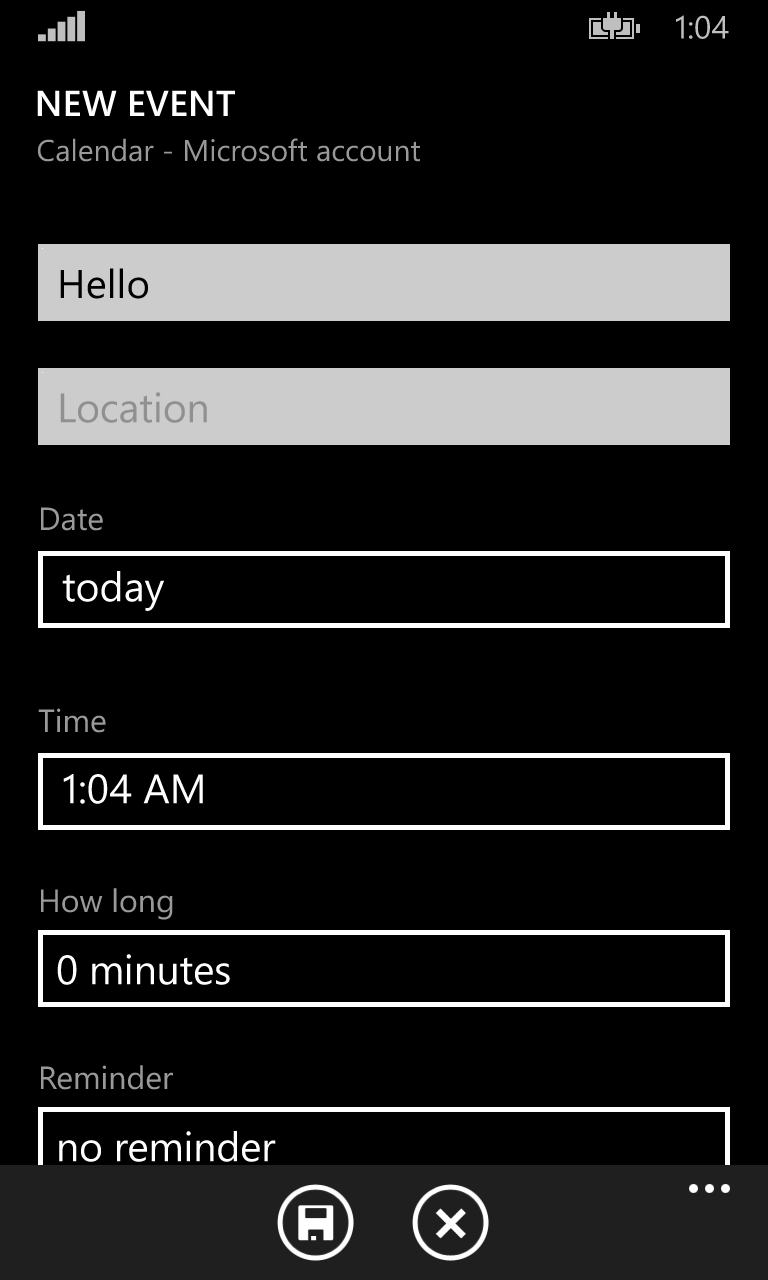 1:04
NEW EVENT
Calendar - Microsoft account
Hello
Location
Date
today
Time
1:04 AM
How long
0 minutes
Reminder
no reminder